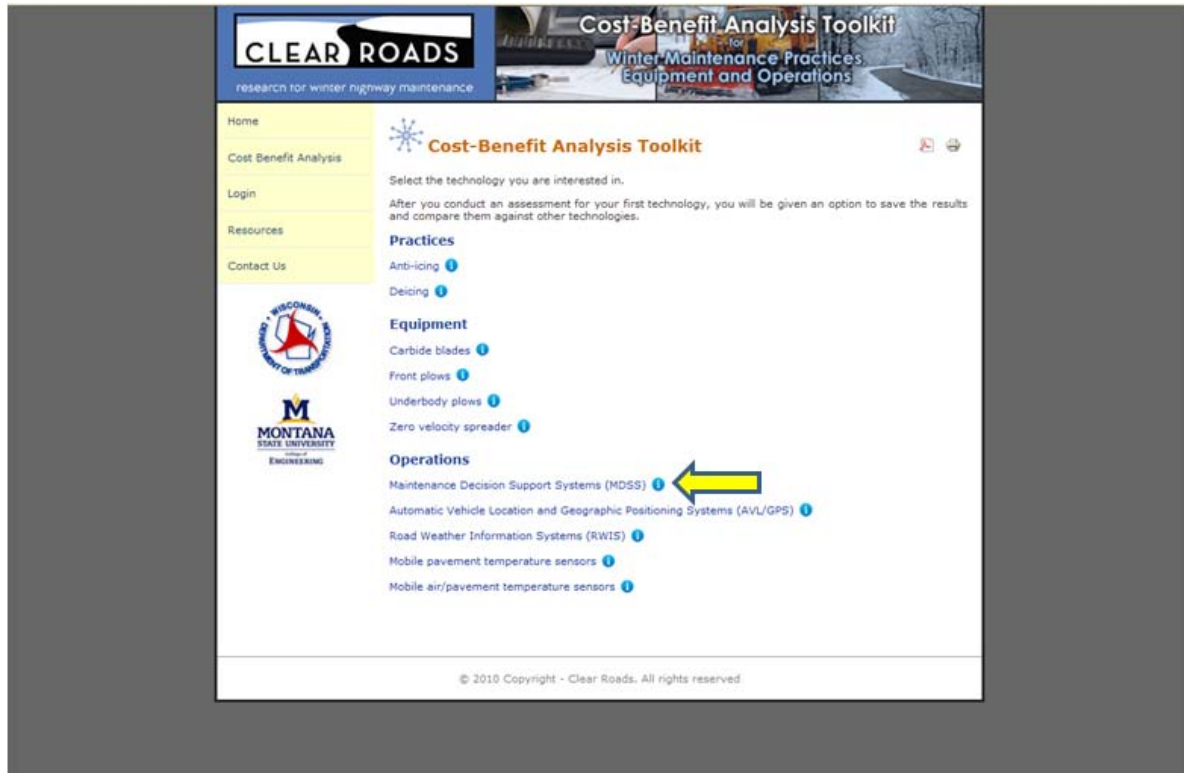 CLEAR ROADS
research for winter highway maintenance
Cost-Benefit Analysis Toolkit
for
Winter Maintenance Practices
Equipment and Operations
Home
Cost Benefit Analysis
Login
Resources
Contact Us
WISCONSIN
DEPARTMENT OF TRANSPORTATION
M
MONTANA
STATE UNIVERSITY
College of
ENGINEERING
Cost-Benefit Analysis Toolkit
Select the technology you are interested in.
After you conduct an assessment for your first technology, you will be given an option to save the results
and compare them against other technologies.
Practices
Anti-icing
Deicing
Equipment
Carbide blades
Front plows
Underbody plows
Zero velocity spreader
Operations
Maintenance Decision Support Systems (MDSS)
Automatic Vehicle Location and Geographic Positioning Systems (AVL/GPS)
Road Weather Information Systems (RWIS)
Mobile pavement temperature sensors
Mobile air/pavement temperature sensors
© 2010 Copyright - Clear Roads. All rights reserved